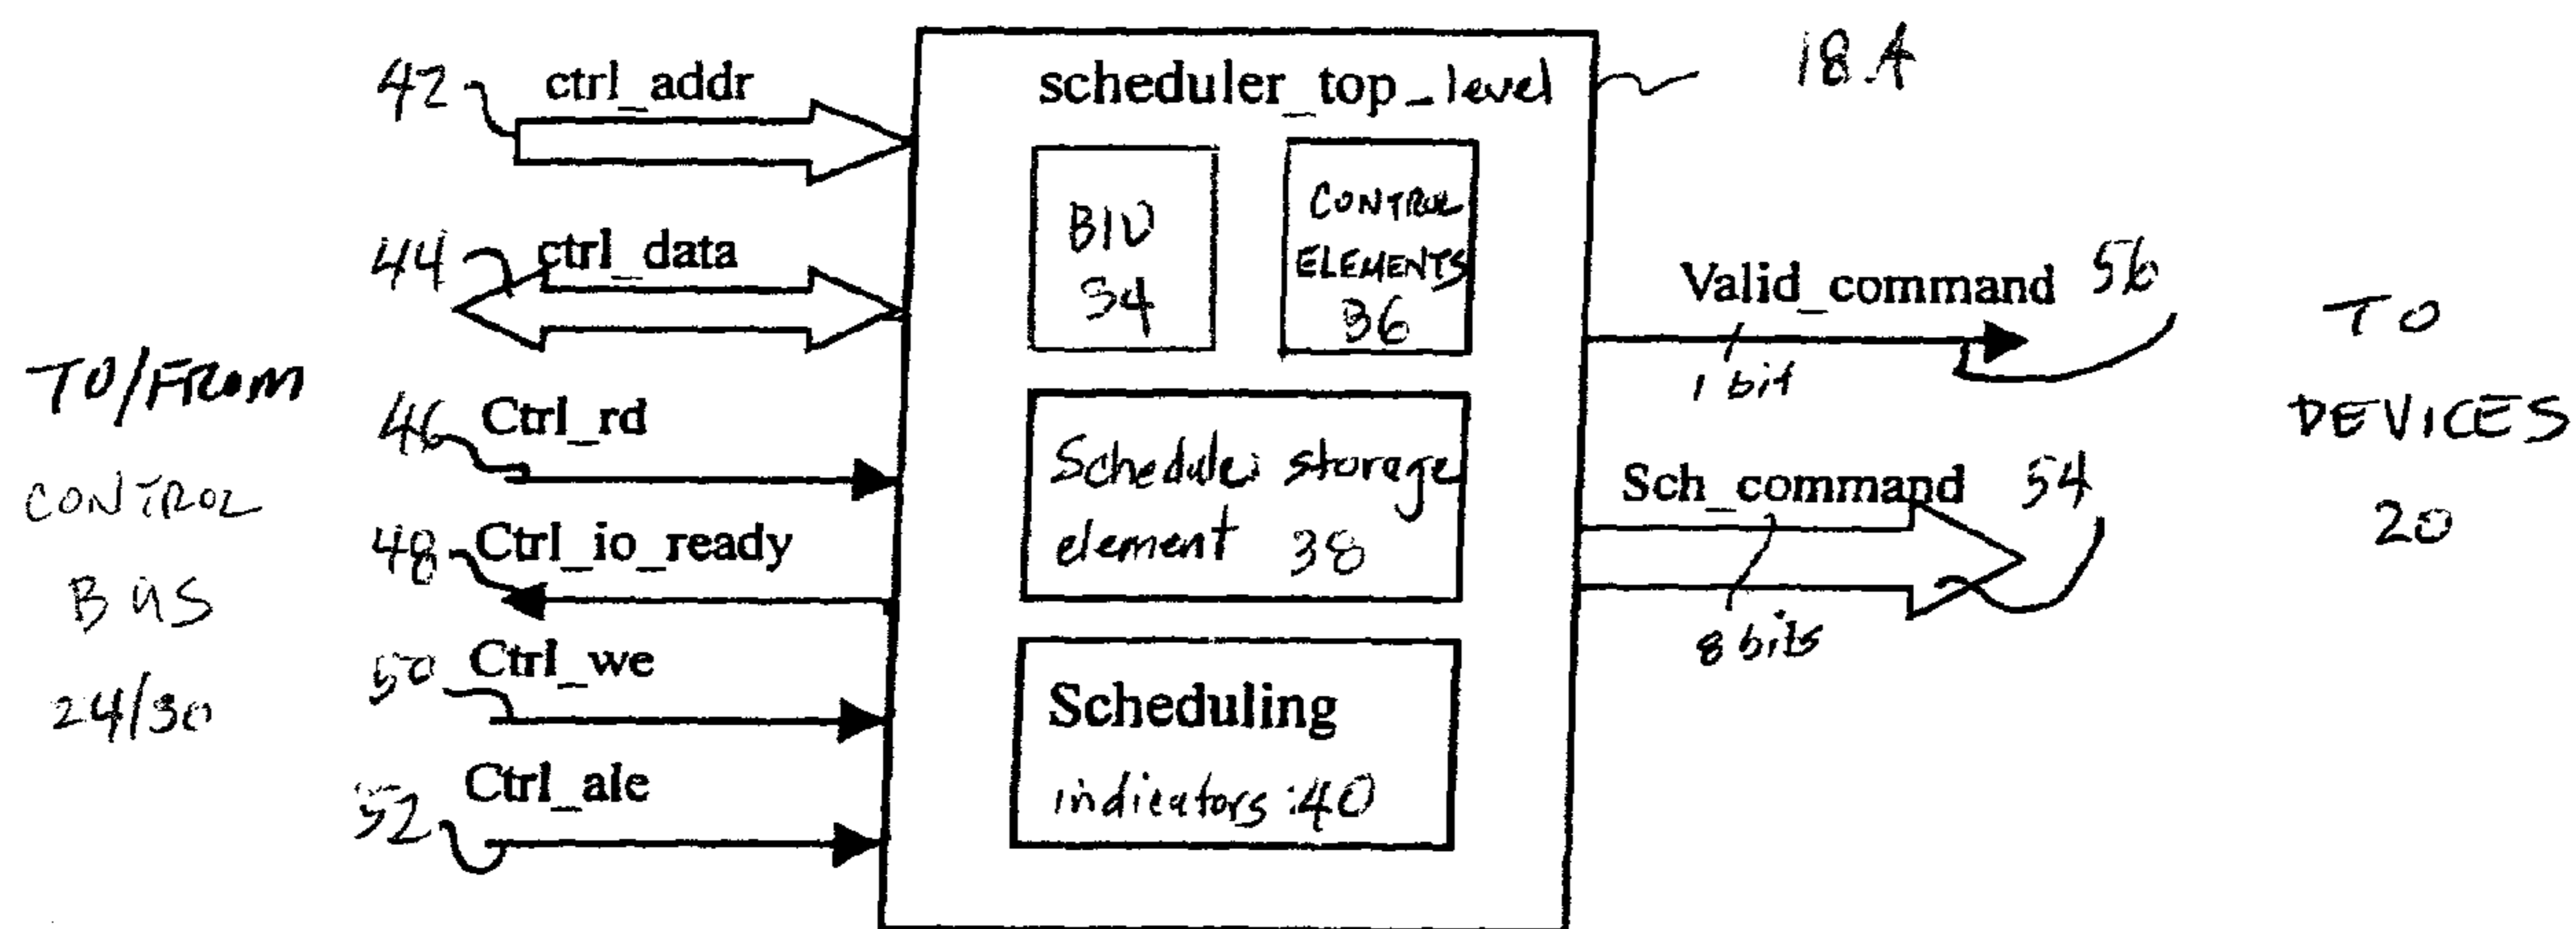 42 ctrl_addr
44 ctrl_data
TO/FROM
CONTROL
BUS
24/30
46 Ctrl_rd
48 Ctrl_io_ready
50 Ctrl_we
52 Ctrl_ale
scheduler_top_level
18.A
BIU
34
CONTROL
ELEMENTS
36
Scheduler storage
element 38
Scheduling
indicators :40
Valid_command 56
1 bit
Sch_command 54
8 bits
TO
DEVICES
20